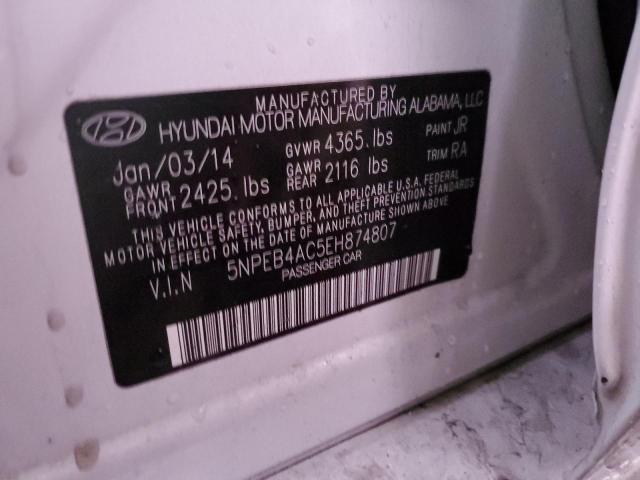 MANUFACTURED BY
HYUNDAI MOTOR MANUFACTURING ALABAMA, LLC
Jan/03/14 GVWR 4365.lbs PAINT JR
GAWR FRONT 2425.lbs GAWR REAR 2116 lbs TRIM RA
THIS VEHICLE CONFORMS TO ALL APPLICABLE U.S.A. FEDERAL
MOTOR VEHICLE SAFETY, BUMPER, AND THEFT PREVENTION STANDARDS
IN EFFECT ON THE DATE OF MANUFACTURE SHOWN ABOVE.
V.I.N 5NPEB4AC5EH874807
PASSENGER CAR